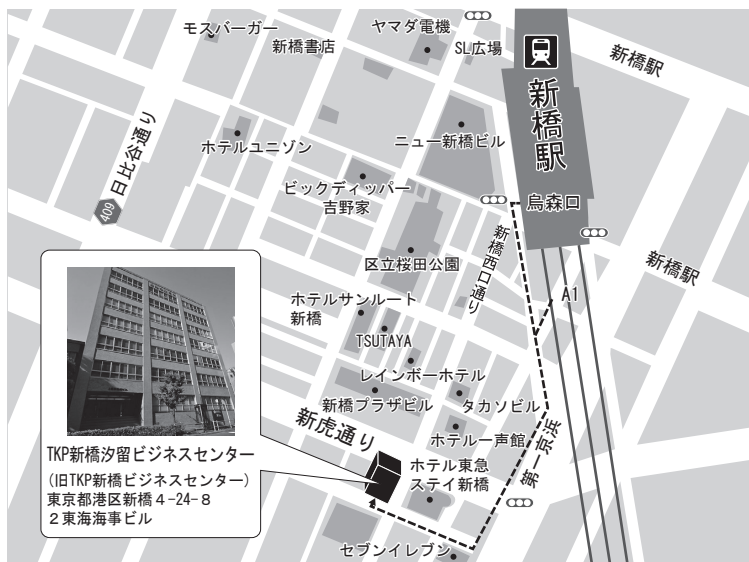 モスバーガー
新橋書店
ヤマダ電機
SL広場
新橋駅
新橋駅
日比谷通り
409
ホテルユニゾン
ニュー新橋ビル
ビックディッパー
吉野家
烏森口
新橋西口通り
区立桜田公園
新橋駅
A1
ホテルサンルート
新橋
TSUTAYA
レインボーホテル
新橋プラザビル
タカソビル
新虎通り
ホテル一声館
第一京浜
ホテル東急
ステイ新橋
セブンイレブン
TKP新橋汐留ビジネスセンター
(旧TKP新橋ビジネスセンター)
東京都港区新橋4-24-8
2東海海事ビル